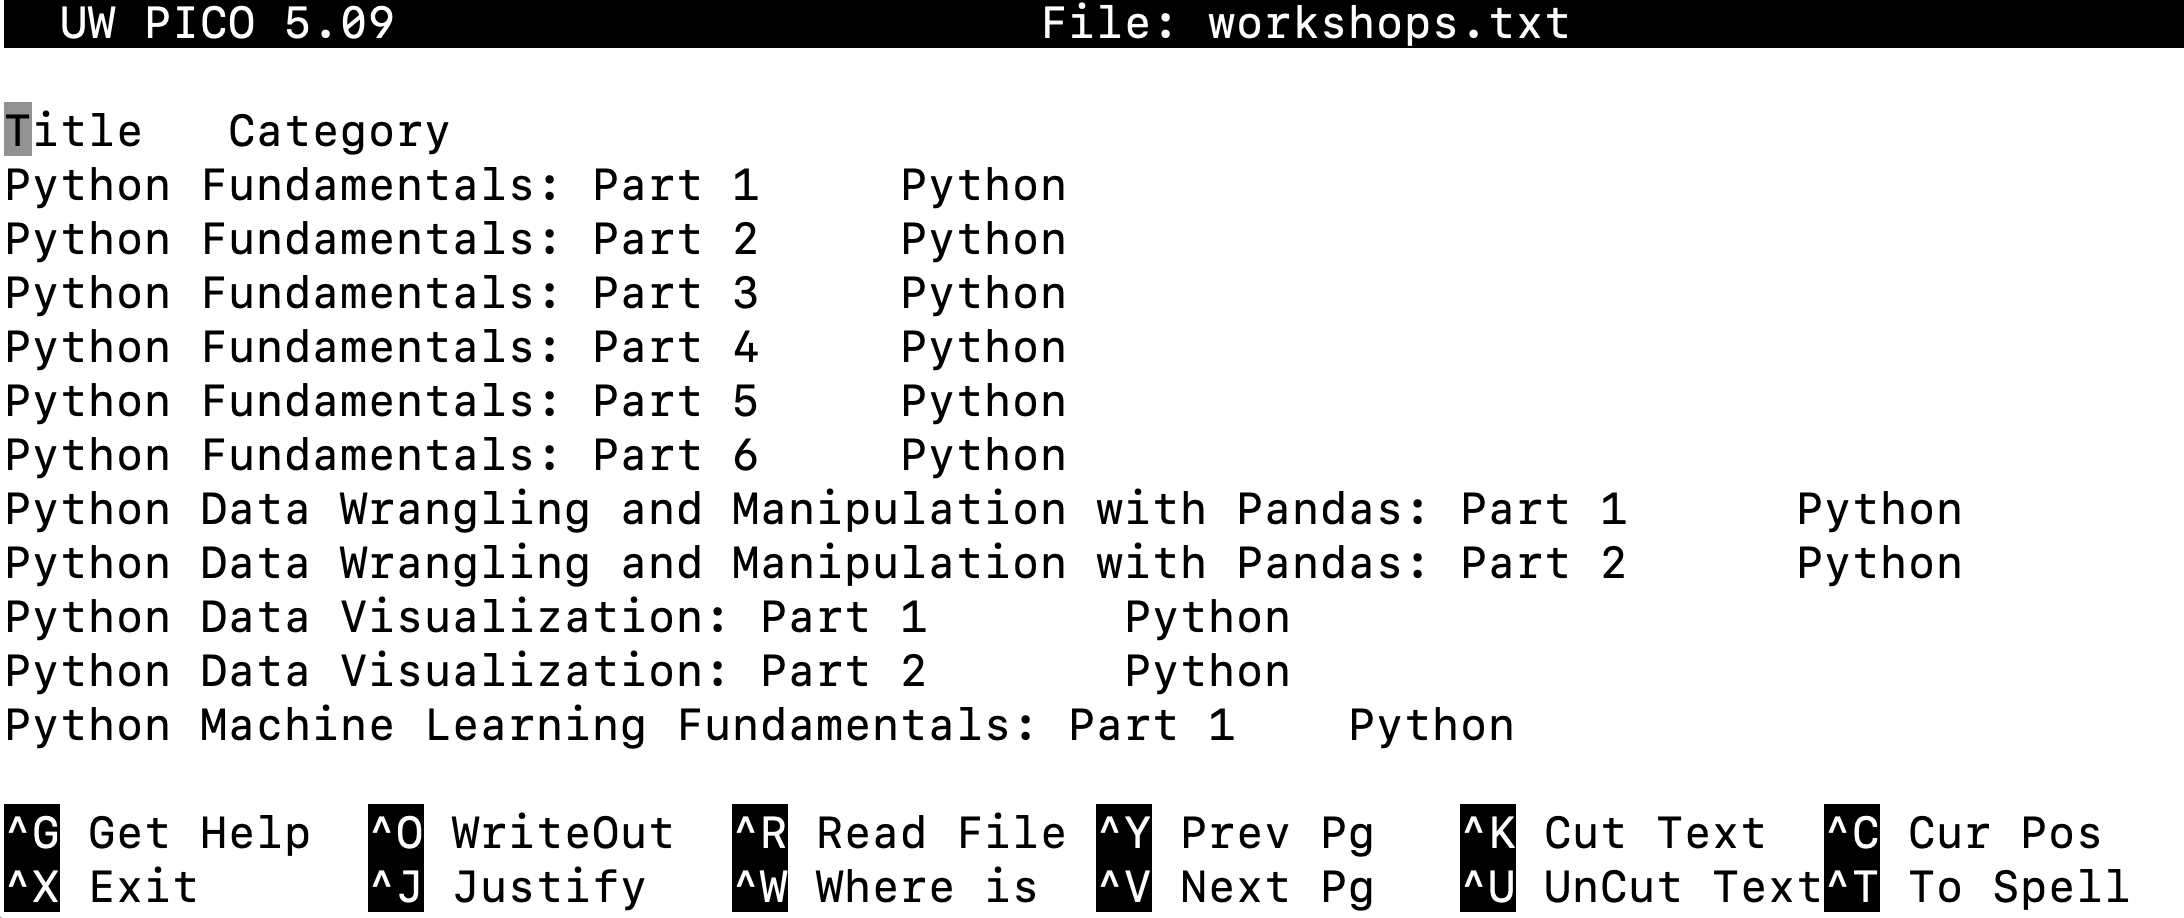 UW PICO 5.09 File: workshops.txt
Title Category
Python Fundamentals: Part 1 Python
Python Fundamentals: Part 2 Python
Python Fundamentals: Part 3 Python
Python Fundamentals: Part 4 Python
Python Fundamentals: Part 5 Python
Python Fundamentals: Part 6 Python
Python Data Wrangling and Manipulation with Pandas: Part 1 Python
Python Data Wrangling and Manipulation with Pandas: Part 2 Python
Python Data Visualization: Part 1 Python
Python Data Visualization: Part 2 Python
Python Machine Learning Fundamentals: Part 1 Python
^G Get Help ^O WriteOut ^R Read File ^Y Prev Pg ^K Cut Text ^C Cur Pos
^X Exit ^J Justify ^W Where is ^V Next Pg ^U UnCut Text ^T To Spell